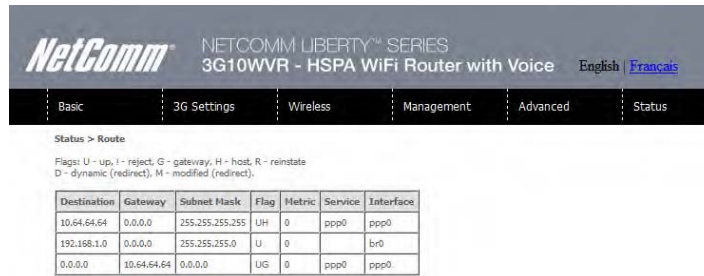 NetComm™ NETCOMM LIBERTY™ SERIES
3G10WVR - HSPA WiFi Router with Voice English | Français
Basic 3G Settings Wireless Management Advanced Status
Status > Route
Flags: U - up, ! - reject, G - gateway, H - host, R - reinstate
D - dynamic (redirect), M - modified (redirect).
Destination Gateway Subnet Mask Flag Metric Service Interface
10.64.64.64 0.0.0.0 255.255.255.255 UH 0 ppp0 ppp0
192.168.1.0 0.0.0.0 255.255.255.0 U 0 br0
0.0.0.0 10.64.64.64 0.0.0.0 UG 0 ppp0 ppp0